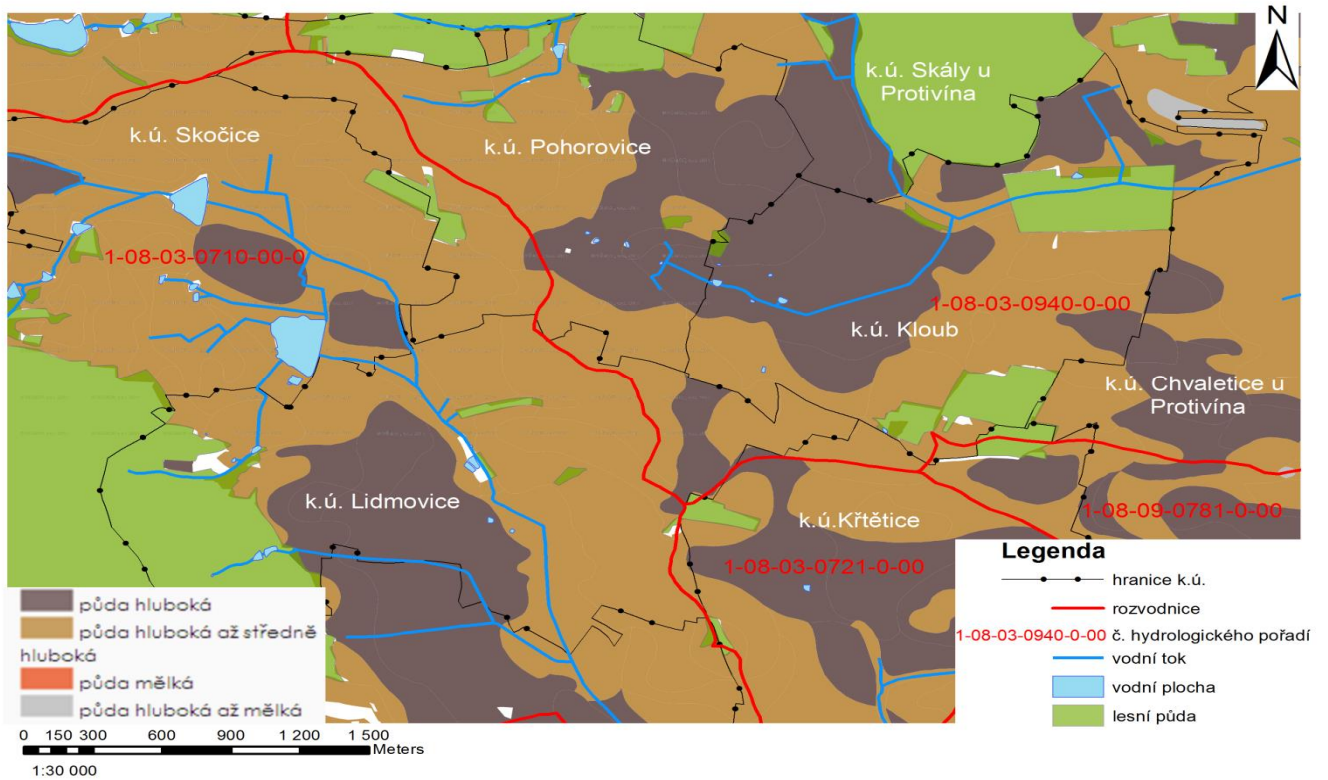 N
k.ú. Skály u
Protivína
k.ú. Skočice
k.ú. Pohorovice
1-08-03-0710-00-0
1-08-03-0940-0-00
k.ú. Kloub
k.ú. Chvaletice u
Protivína
k.ú. Lidmovice
k.ú.Křtětice
1-08-09-0781-0-00
1-08-03-0721-0-00
Legenda
hranice k.ú.
rozvodnice
1-08-03-0940-0-00 č. hydrologického pořadí
vodní tok
vodní plocha
lesní půda
půda hluboká
půda hluboká až středně
hluboká
půda mělká
půda hluboká až mělká
0 150 300 600 900 1 200 1 500
Meters
1:30 000